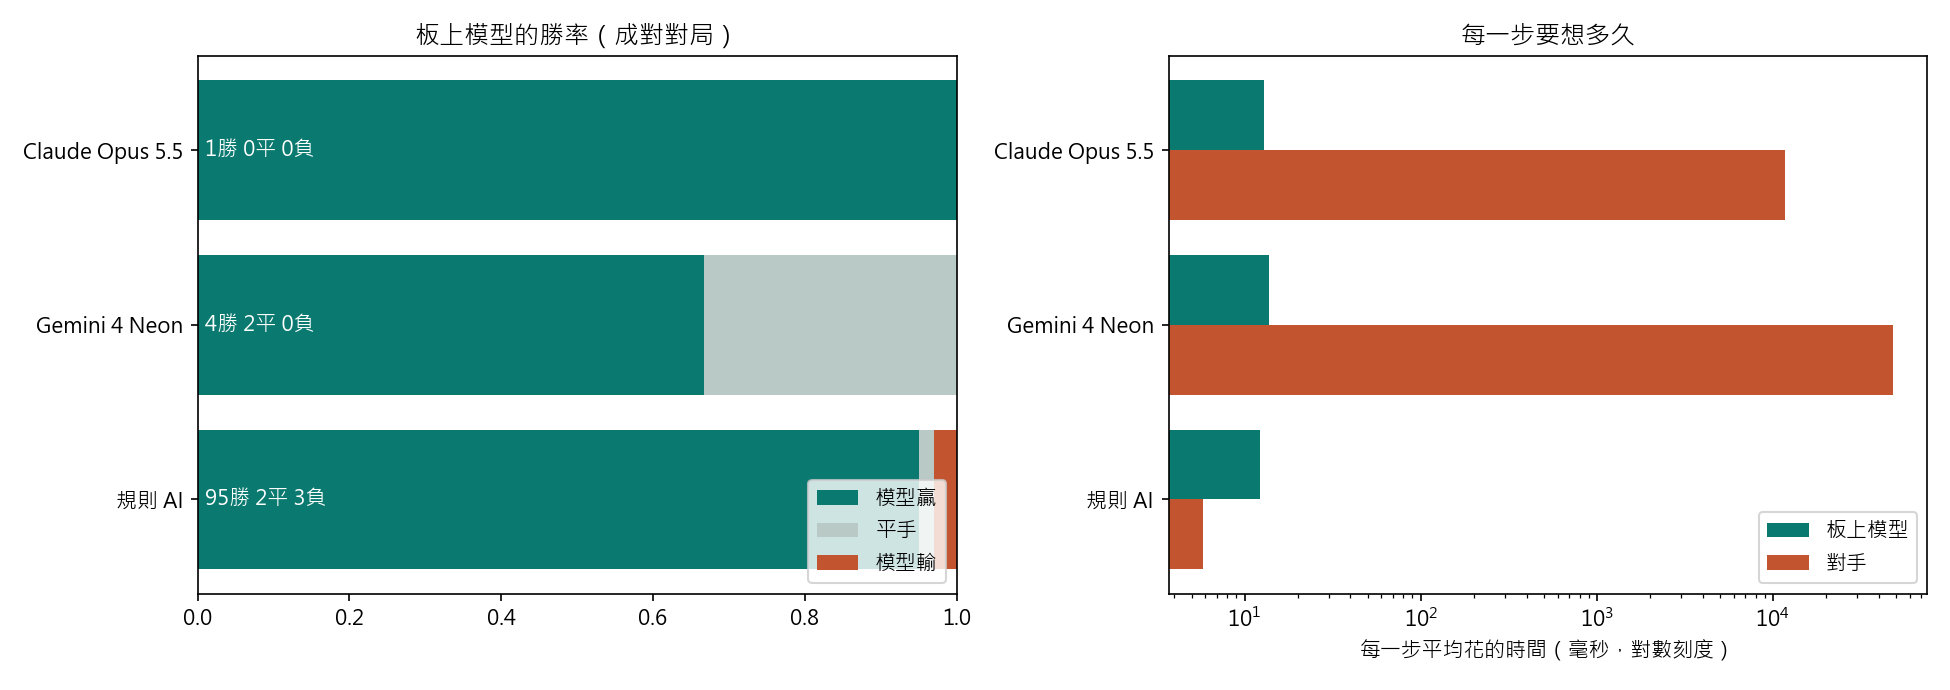 板上模型的勝率（成對對局）
Claude Opus 5.5
1勝 0平 0負
Gemini 4 Neon
4勝 2平 0負
規則 AI
95勝 2平 3負
模型贏
平手
模型輸
0.0 0.2 0.4 0.6 0.8 1.0
每一步要想多久
Claude Opus 5.5
Gemini 4 Neon
規則 AI
板上模型
對手
10¹ 10² 10³ 10⁴
每一步平均花的時間（毫秒，對數刻度）